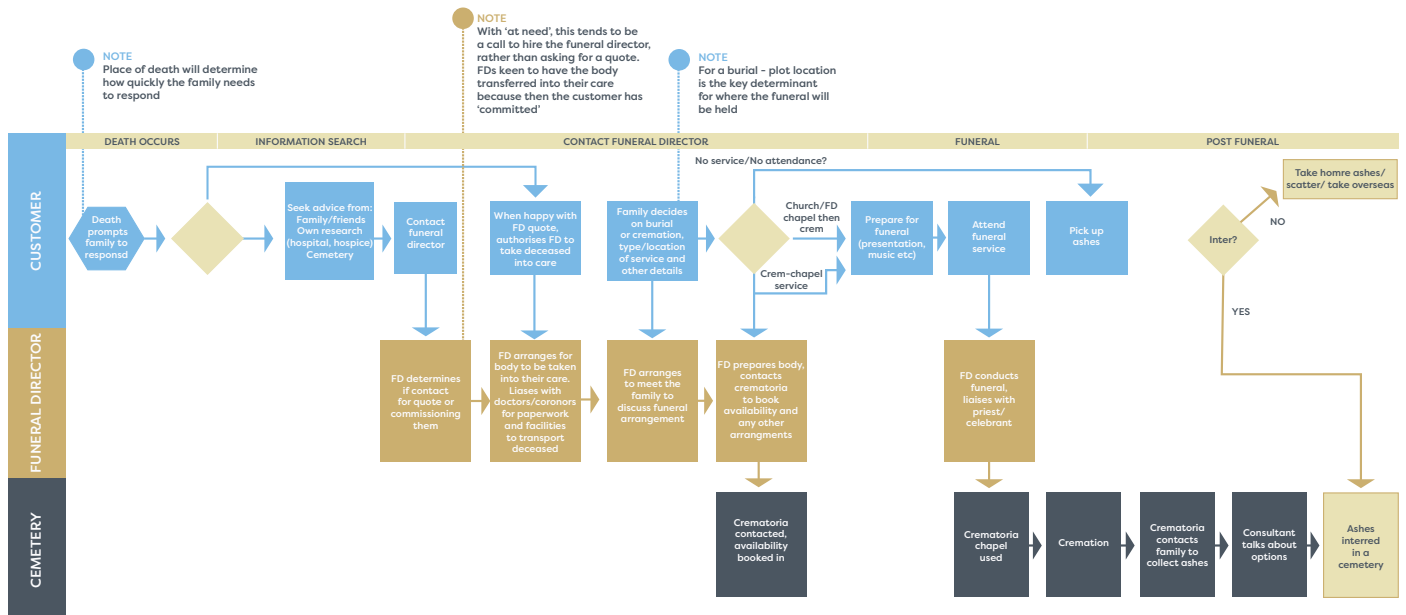 NOTE
With ‘at need’, this tends to be
a call to hire the funeral director,
rather than asking for a quote.
FDs keen to have the body
transferred into their care
because then the customer has
‘committed’
NOTE
Place of death will determine
how quickly the family needs
to respond
NOTE
For a burial - plot location
is the key determinant
for where the funeral will
be held
DEATH OCCURS
INFORMATION SEARCH
CONTACT FUNERAL DIRECTOR
FUNERAL
POST FUNERAL
CUSTOMER
Death
prompts
family to
responsd
Seek advice from:
Family/friends
Own research
(hospital, hospice)
Cemetery
Contact
funeral
director
When happy with
FD quote,
authorises FD to
take deceased
into care
Family decides
on burial
or cremation,
type/location
of service and
other details
No service/No attendance?
Church/FD
chapel then
crem
Crem-chapel
service
Prepare for
funeral
(presentation,
music etc)
Attend
funeral
service
Pick up
ashes
Inter?
NO
Take homre ashes/
scatter/ take overseas
YES
FUNERAL DIRECTOR
FD determines
if contact
for quote or
commissioning
them
FD arranges for
body to be taken
into their care.
Liases with
doctors/coronors
for paperwork
and facilities
to transport
deceased
FD arranges
to meet the
family to
discuss funeral
arrangement
FD prepares body,
contacts
crematoria
to book
availability and
any other
arrangments
FD conducts
funeral,
liaises with
priest/
celebrant
CEMETERY
Crematoria
contacted,
availability
booked in
Crematoria
chapel
used
Cremation
Crematoria
contacts
family to
collect ashes
Consultant
talks about
options
Ashes
interred
in a
cemetery